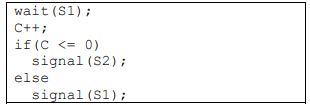 wait(S1);
C++;
if(C <= 0)
  signal(S2);
else
  signal(S1);